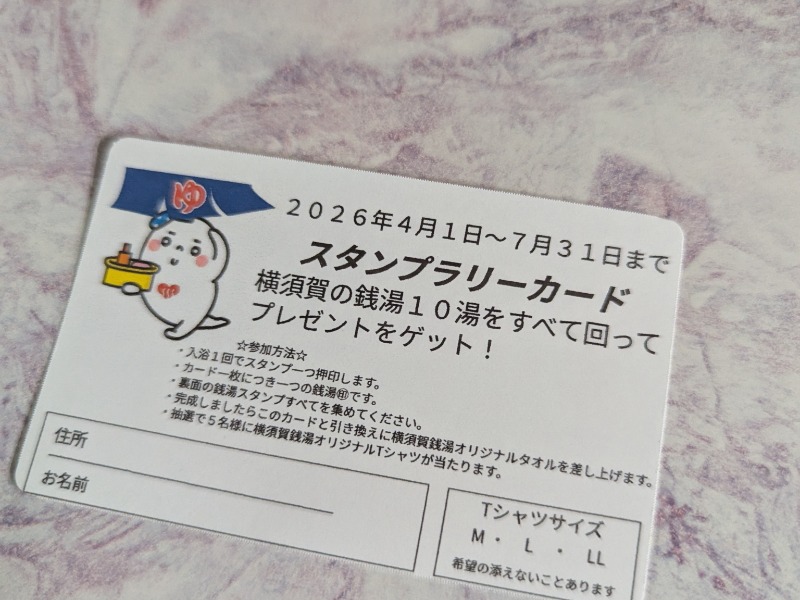 ゆ
2026年4月1日～7月31日まで
スタンプラリーカード
横須賀の銭湯10湯をすべて回って
プレゼントをゲット！
☆参加方法☆
・入浴1回でスタンプ一つ押印します。
・カード一枚につき一つの銭湯㊞です。
・裏面の銭湯スタンプすべてを集めてください。
・完成しましたらこのカードと引き換えに横須賀銭湯オリジナルタオルを差し上げます。
・抽選で5名様に横須賀銭湯オリジナルTシャツが当たります。
住所
お名前
Tシャツサイズ
M・ L ・ LL
希望の添えないことあります